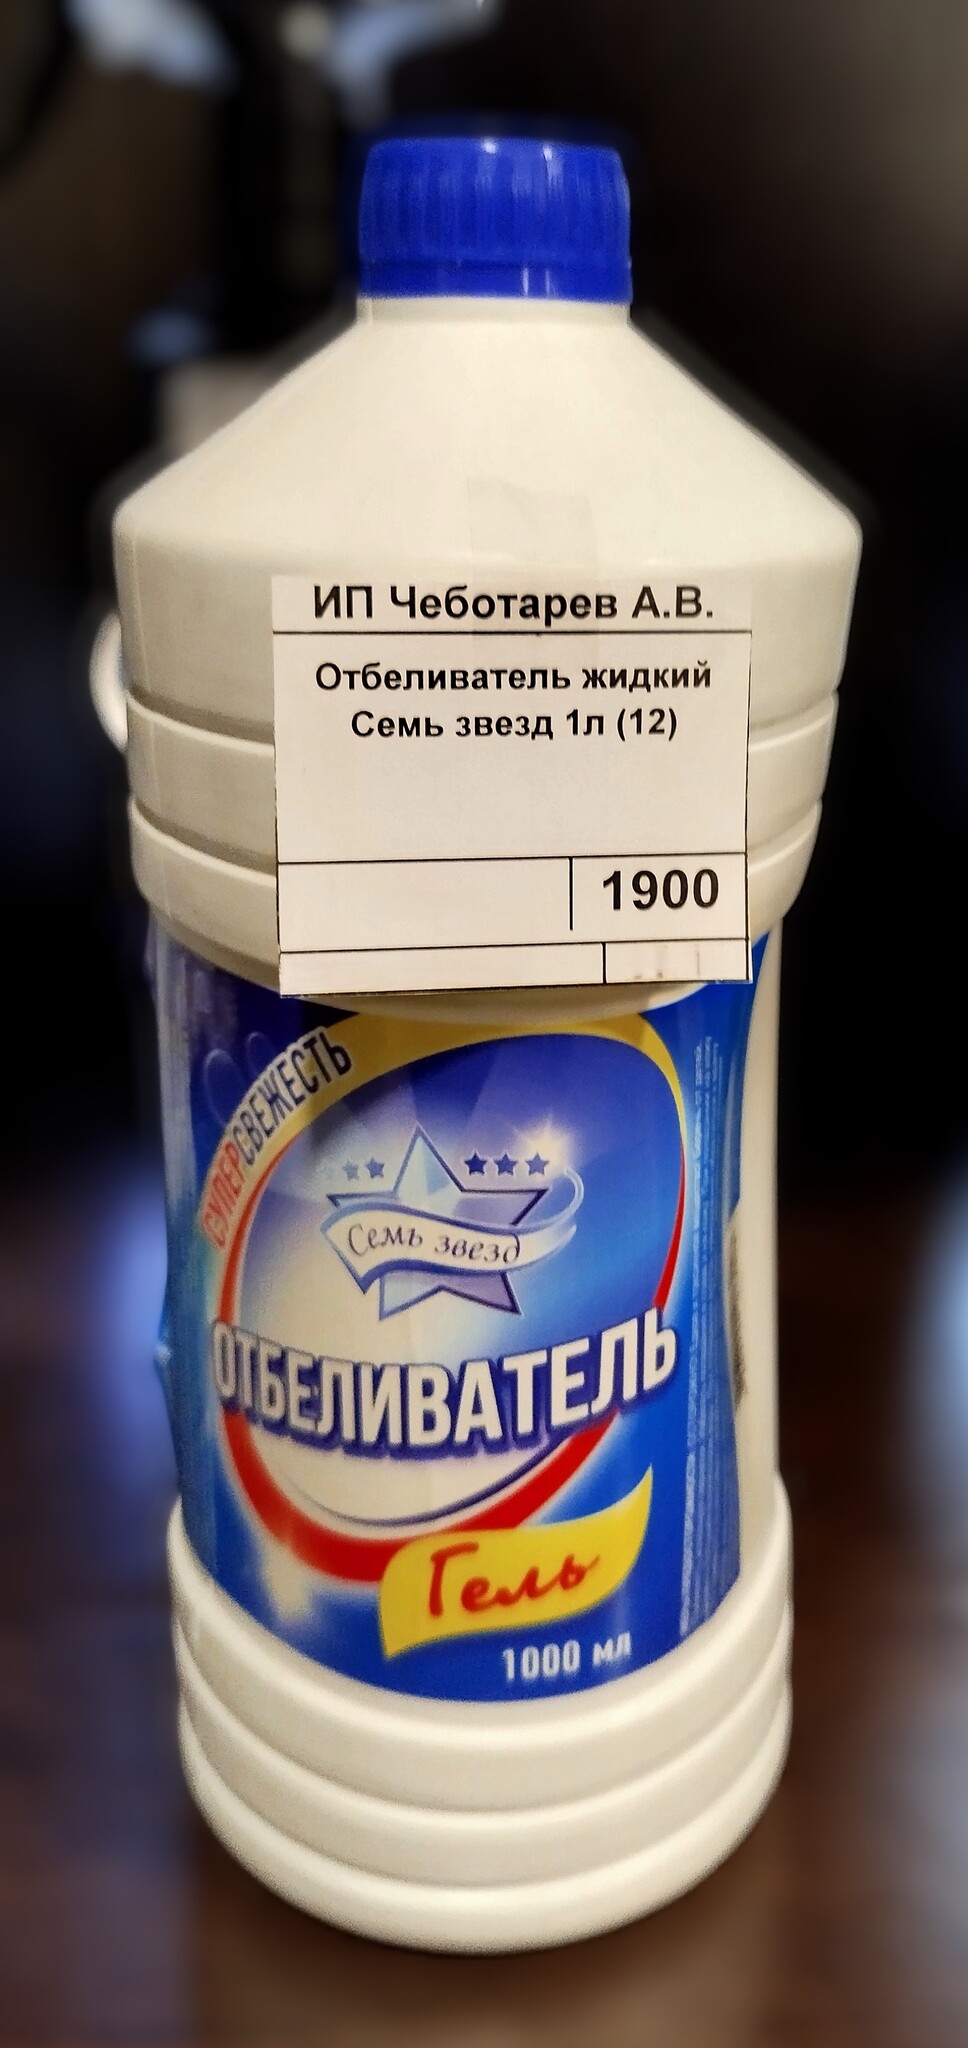 ИП Чеботарев А.В.
Отбеливатель жидкий
Семь звезд 1л (12)
1900
СУПЕРСВЕЖЕСТЬ
Семь звезд
ОТБЕЛИВАТЕЛЬ
Гель
1000 мл